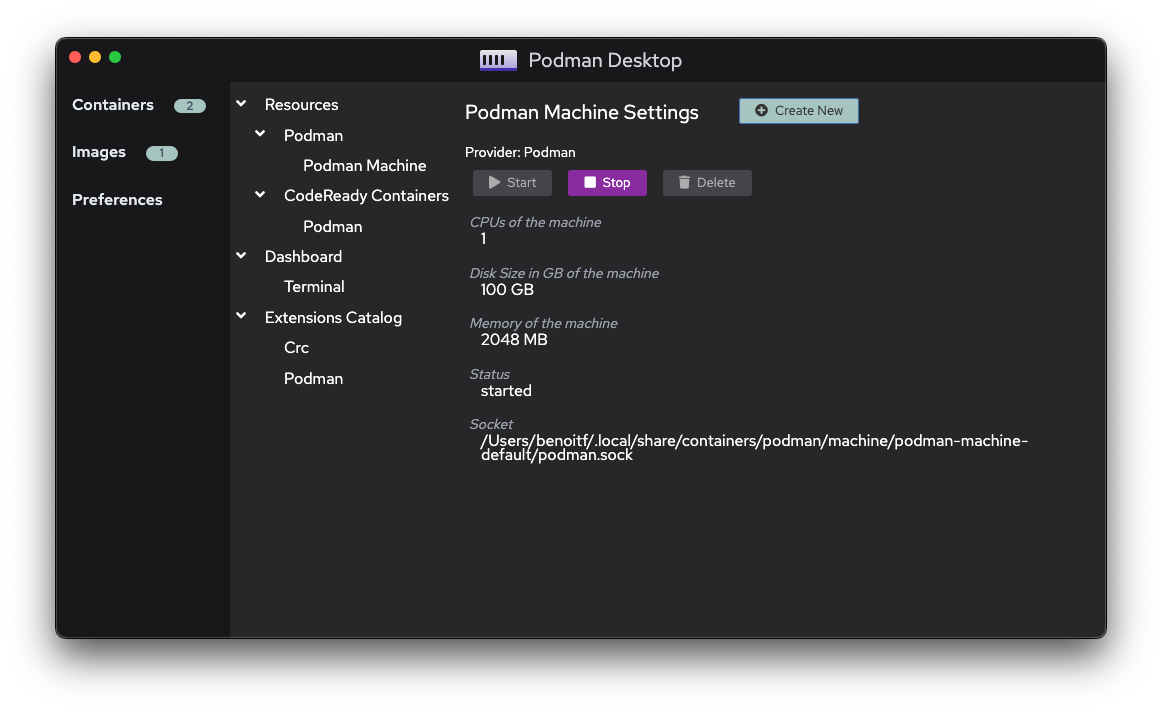 Podman Desktop
Containers 2
Images 1
Preferences
Resources
Podman
Podman Machine
CodeReady Containers
Podman
Dashboard
Terminal
Extensions Catalog
Crc
Podman
Podman Machine Settings
Create New
Provider: Podman
Start Stop Delete
CPUs of the machine
1
Disk Size in GB of the machine
100 GB
Memory of the machine
2048 MB
Status
started
Socket
/Users/benoitf/.local/share/containers/podman/machine/podman-machine-
default/podman.sock